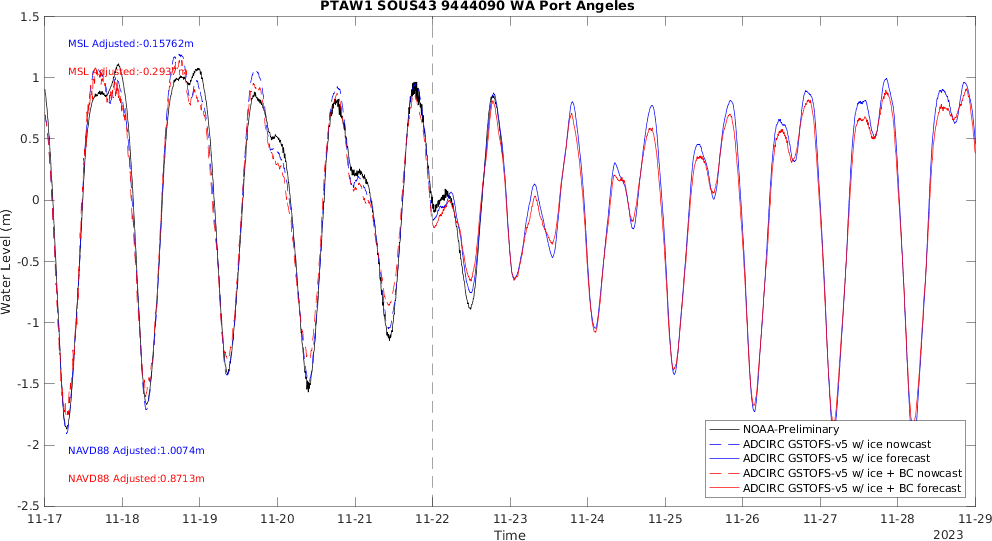 PTAW1 SOUS43 9444090 WA Port Angeles
1.5
1
0.5
0
-0.5
-1
-1.5
-2
-2.5
Water Level (m)
MSL Adjusted:-0.15762m
MSL Adjusted:-0.2937m
NAVD88 Adjusted:1.0074m
NAVD88 Adjusted:0.8713m
NOAA-Preliminary
ADCIRC GSTOFS-v5 w/ ice nowcast
ADCIRC GSTOFS-v5 w/ ice forecast
ADCIRC GSTOFS-v5 w/ ice + BC nowcast
ADCIRC GSTOFS-v5 w/ ice + BC forecast
11-17 11-18 11-19 11-20 11-21 11-22 11-23 11-24 11-25 11-26 11-27 11-28 11-29
Time
2023